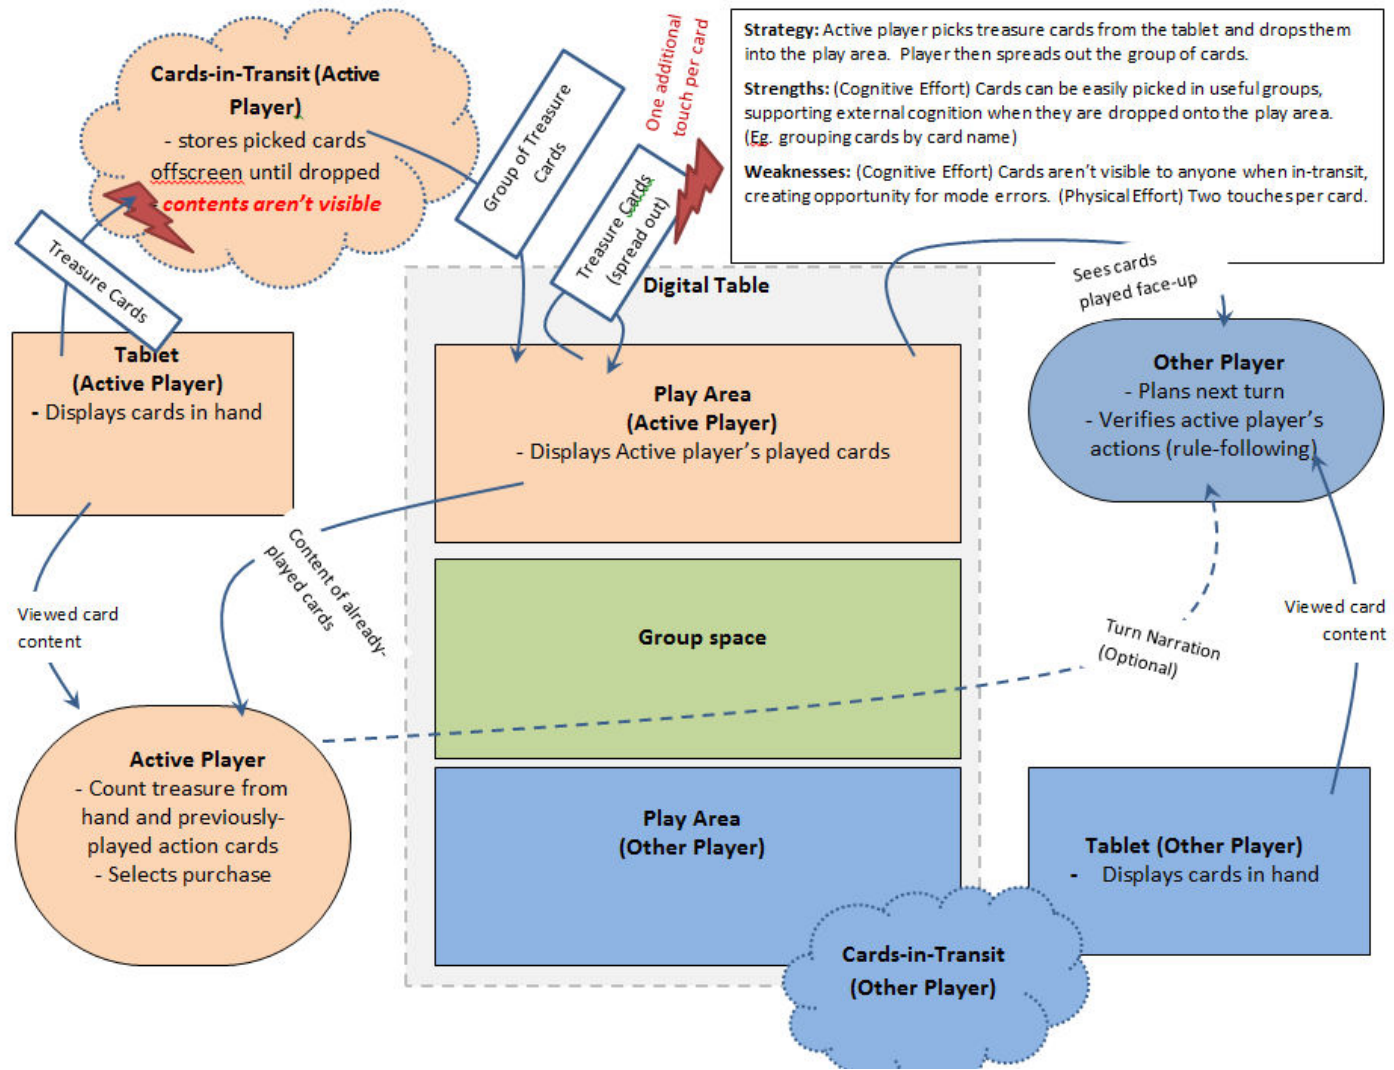 Cards-in-Transit (Active
Player)
- stores picked cards
offscreen until dropped
- contents aren't visible
Treasure Cards
Group of Treasure
Cards
Treasure Cards
(spread out)
One additional
touch per card
Strategy: Active player picks treasure cards from the tablet and drops them
into the play area. Player then spreads out the group of cards.
Strengths: (Cognitive Effort) Cards can be easily picked in useful groups,
supporting external cognition when they are dropped onto the play area.
(Eg. grouping cards by card name)
Weaknesses: (Cognitive Effort) Cards aren't visible to anyone when in-transit,
creating opportunity for mode errors. (Physical Effort) Two touches per card.
Digital Table
Sees cards
played face-up
Tablet
(Active Player)
- Displays cards in hand
Play Area
(Active Player)
- Displays Active player's played cards
Other Player
- Plans next turn
- Verifies active player's
actions (rule-following)
Content of already-
played cards
Viewed card
content
Group space
Turn Narration
(Optional)
Viewed card
content
Active Player
- Count treasure from
hand and previously-
played action cards
- Selects purchase
Play Area
(Other Player)
Tablet (Other Player)
- Displays cards in hand
Cards-in-Transit
(Other Player)